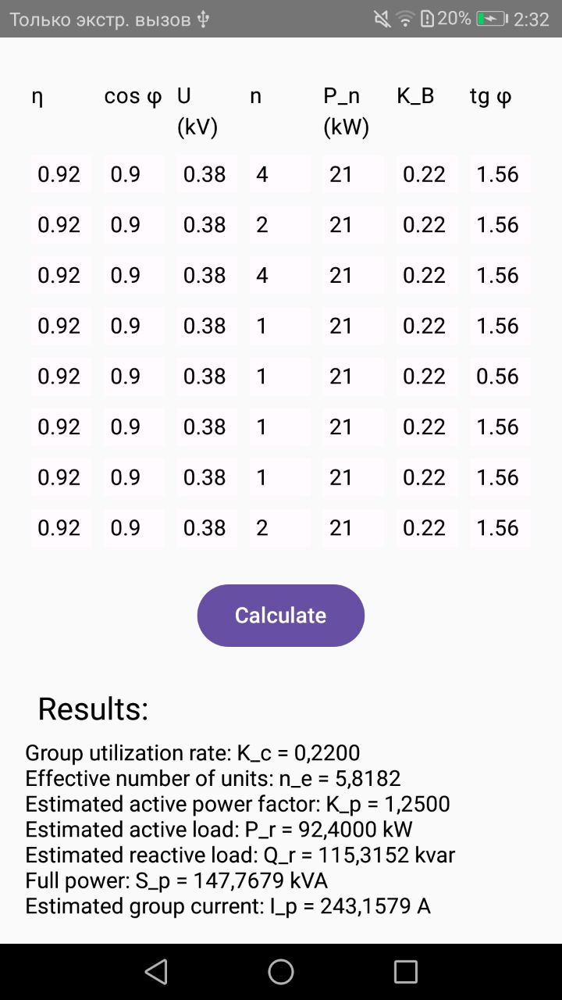 Только экстр. вызов 20% 2:32
η cos φ U (kV) n P_n (kW) K_B tg φ
0.92 0.9 0.38 4 21 0.22 1.56
0.92 0.9 0.38 2 21 0.22 1.56
0.92 0.9 0.38 4 21 0.22 1.56
0.92 0.9 0.38 1 21 0.22 1.56
0.92 0.9 0.38 1 21 0.22 0.56
0.92 0.9 0.38 1 21 0.22 1.56
0.92 0.9 0.38 1 21 0.22 1.56
0.92 0.9 0.38 2 21 0.22 1.56
Calculate
Results:
Group utilization rate: K_c = 0,2200
Effective number of units: n_e = 5,8182
Estimated active power factor: K_p = 1,2500
Estimated active load: P_r = 92,4000 kW
Estimated reactive load: Q_r = 115,3152 kvar
Full power: S_p = 147,7679 kVA
Estimated group current: I_p = 243,1579 A